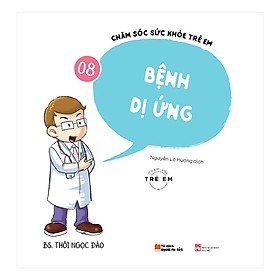 CHĂM SÓC SỨC KHỎE TRẺ EM
08
BỆNH
DỊ ỨNG
Nguyễn Lê Hương dịch
TRẺ EM
BS. THÔI NGỌC ĐÀO